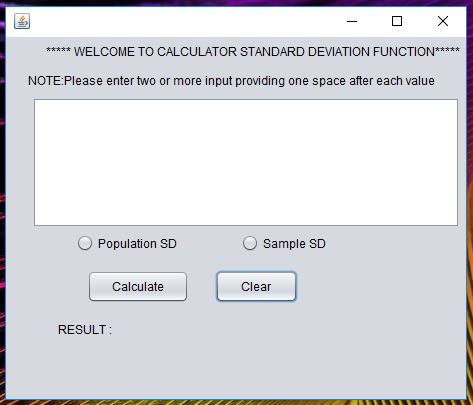 ***** WELCOME TO CALCULATOR STANDARD DEVIATION FUNCTION*****
NOTE:Please enter two or more input providing one space after each value
Population SD
Sample SD
Calculate
Clear
RESULT :